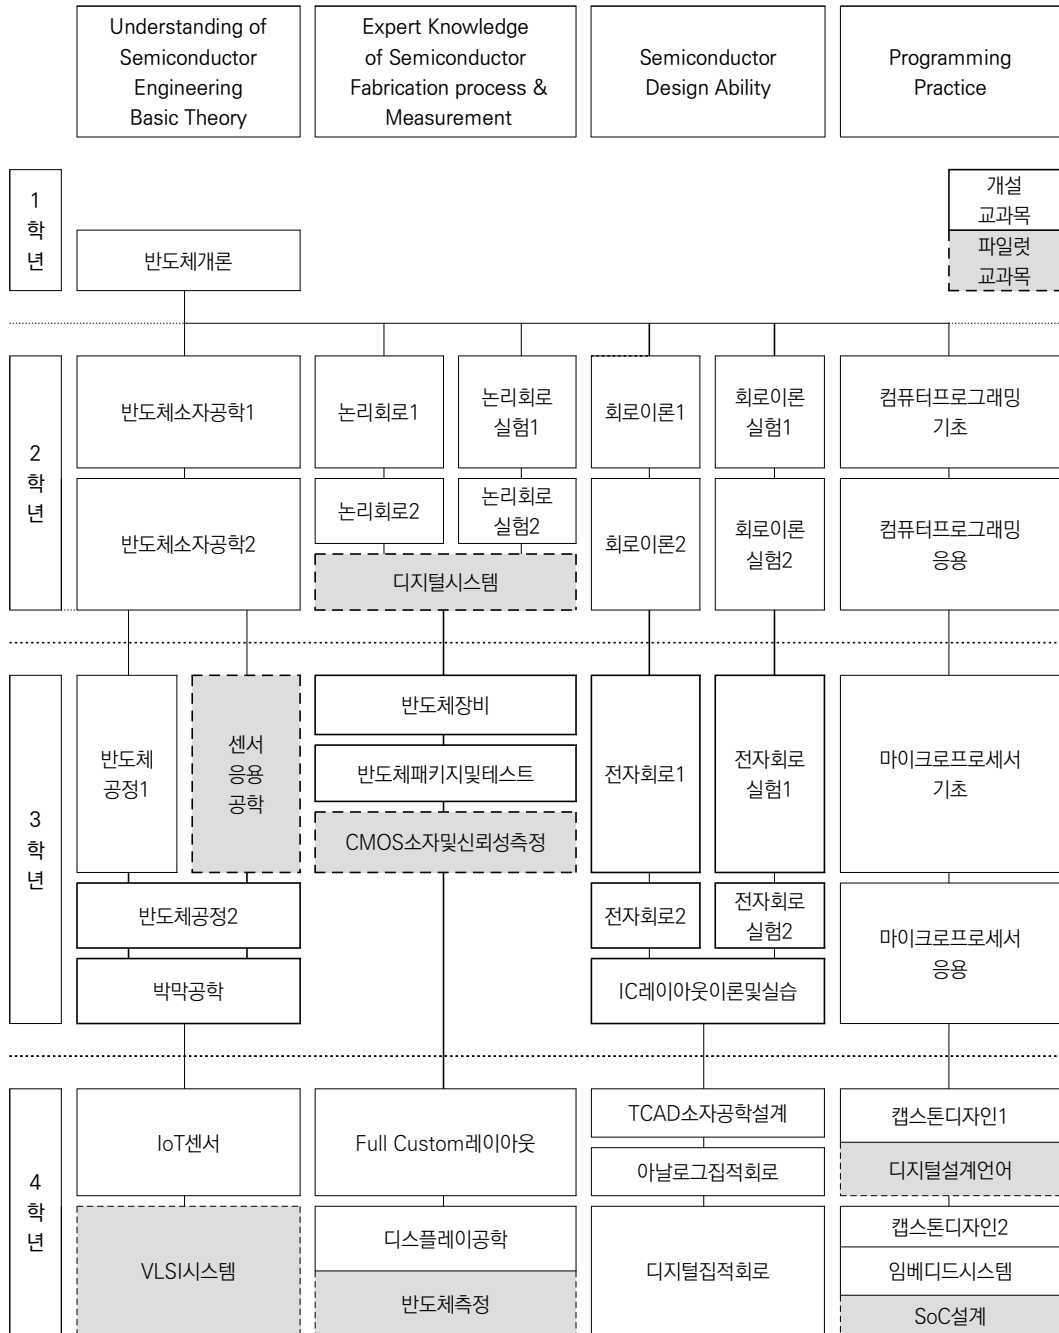 Understanding of
Semiconductor
Engineering
Basic Theory
Expert Knowledge
of Semiconductor
Fabrication process &
Measurement
Semiconductor
Design Ability
Programming
Practice
1
학
년
개설
교과목
파일럿
교과목
반도체개론
2
학
년
반도체소자공학1
논리회로1
논리회로
실험1
회로이론1
회로이론
실험1
컴퓨터프로그래밍
기초
반도체소자공학2
논리회로2
논리회로
실험2
디지털시스템
회로이론2
회로이론
실험2
컴퓨터프로그래밍
응용
3
학
년
반도체
공정1
센서
응용
공학
반도체장비
반도체패키지및테스트
CMOS소자및신뢰성측정
전자회로1
전자회로
실험1
마이크로프로세서
기초
반도체공정2
박막공학
전자회로2
전자회로
실험2
IC레이아웃이론및실습
마이크로프로세서
응용
4
학
년
IoT센서
Full Custom레이아웃
TCAD소자공학설계
아날로그집적회로
캡스톤디자인1
디지털설계언어
VLSI시스템
디스플레이공학
반도체측정
디지털집적회로
캡스톤디자인2
임베디드시스템
SoC설계